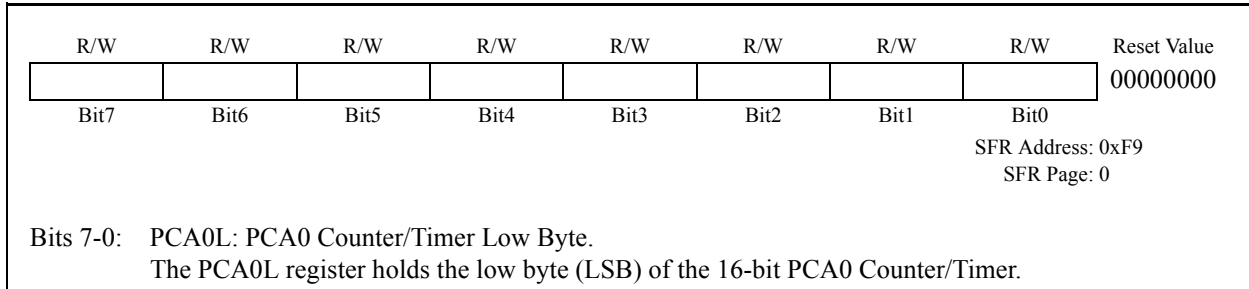 R/W R/W R/W R/W R/W R/W R/W R/W Reset Value
00000000
Bit7 Bit6 Bit5 Bit4 Bit3 Bit2 Bit1 Bit0
SFR Address: 0xF9
SFR Page: 0
Bits 7-0: PCA0L: PCA0 Counter/Timer Low Byte.
The PCA0L register holds the low byte (LSB) of the 16-bit PCA0 Counter/Timer.